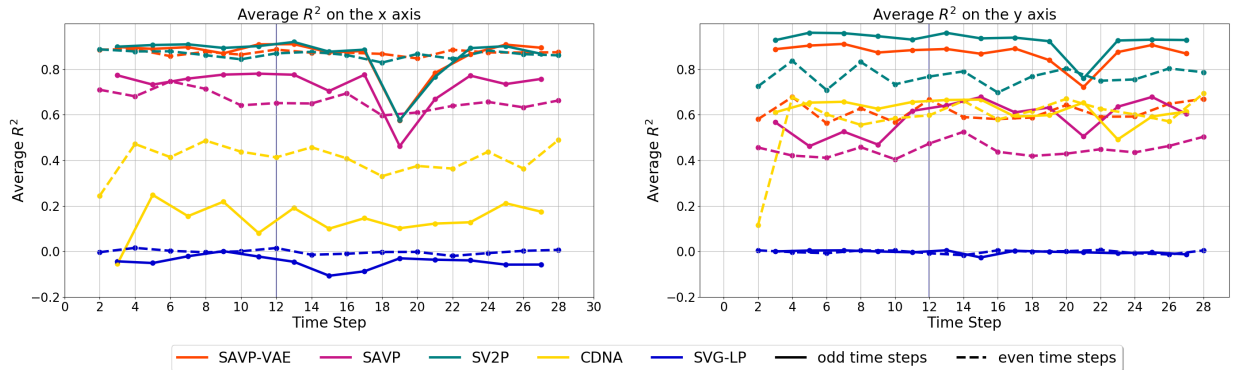 Average R² on the x axis
Average R²
0.8
0.6
0.4
0.2
0.0
−0.2
0 2 4 6 8 10 12 14 16 18 20 22 24 26 28 30
Time Step
Average R² on the y axis
Average R²
0.8
0.6
0.4
0.2
0.0
−0.2
0 2 4 6 8 10 12 14 16 18 20 22 24 26 28
Time Step
SAVP-VAE SAVP SV2P CDNA SVG-LP odd time steps even time steps